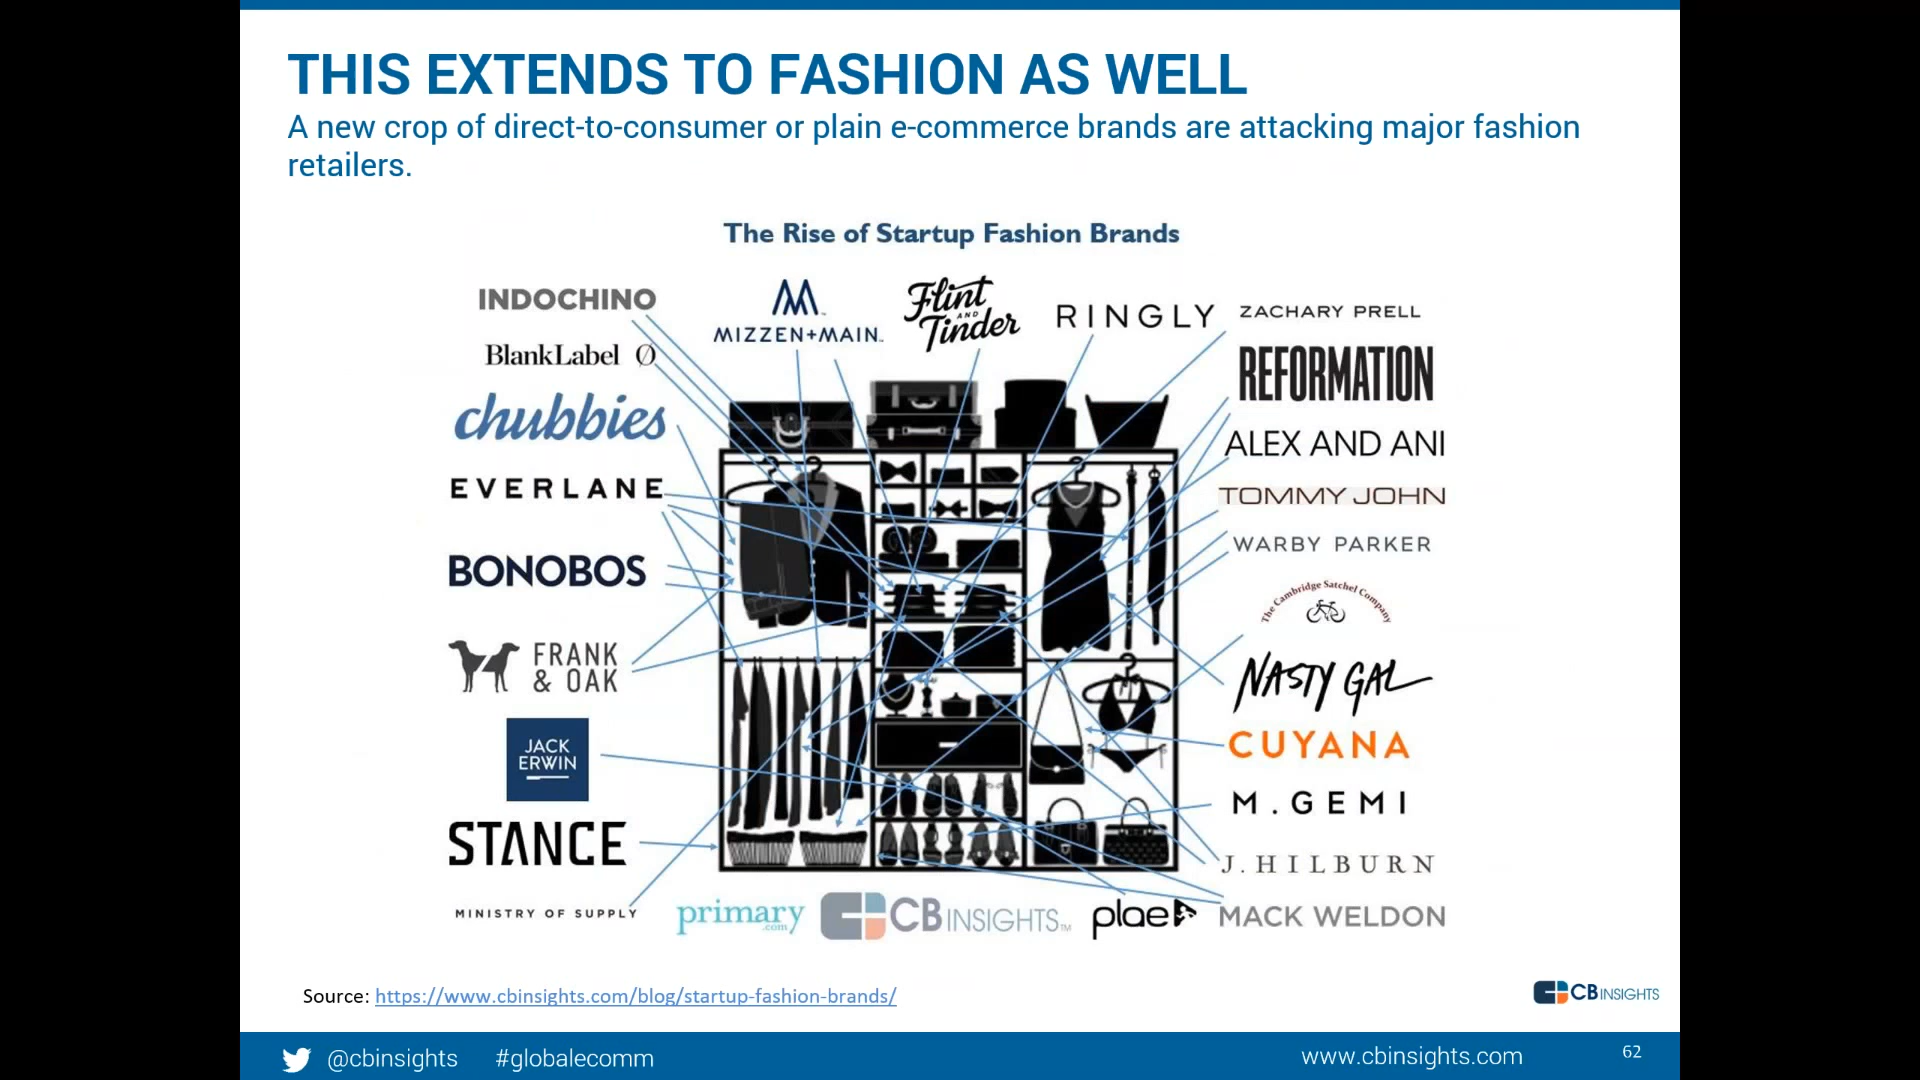 THIS EXTENDS TO FASHION AS WELL
A new crop of direct-to-consumer or plain e-commerce brands are attacking major fashion
retailers.
The Rise of Startup Fashion Brands
INDOCHINO
BlankLabel
chubbies
EVERLANE
BONOBOS
FRANK
& OAK
JACK
ERWIN
STANCE
MINISTRY OF SUPPLY
MIZZEN+MAIN™
Flint
AND
Tinder
RINGLY
ZACHARY PRELL
REFORMATION
ALEX AND ANI
TOMMY JOHN
WARBY PARKER
The Cambridge Satchel Company
NASTY GAL
CUYANA
M.GEMI
J.HILBURN
MACK WELDON
primary
.com
CBINSIGHTS™
plae
Source: https://www.cbinsights.com/blog/startup-fashion-brands/
CBINSIGHTS
@cbinsights #globalecomm
www.cbinsights.com
62